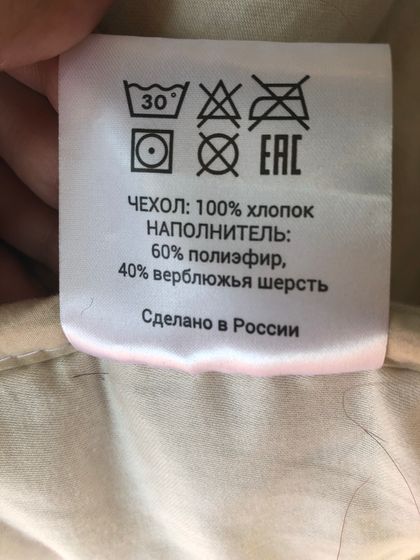 30°
EAC
ЧЕХОЛ: 100% хлопок
НАПОЛНИТЕЛЬ:
60% полиэфир,
40% верблюжья шерсть
Сделано в России